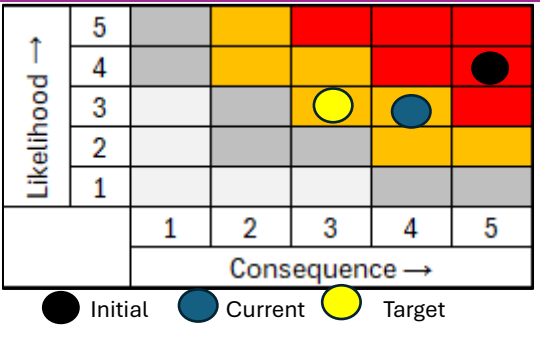 Likelihood →
5
4
3
2
1
1 2 3 4 5
Consequence →
Initial Current Target